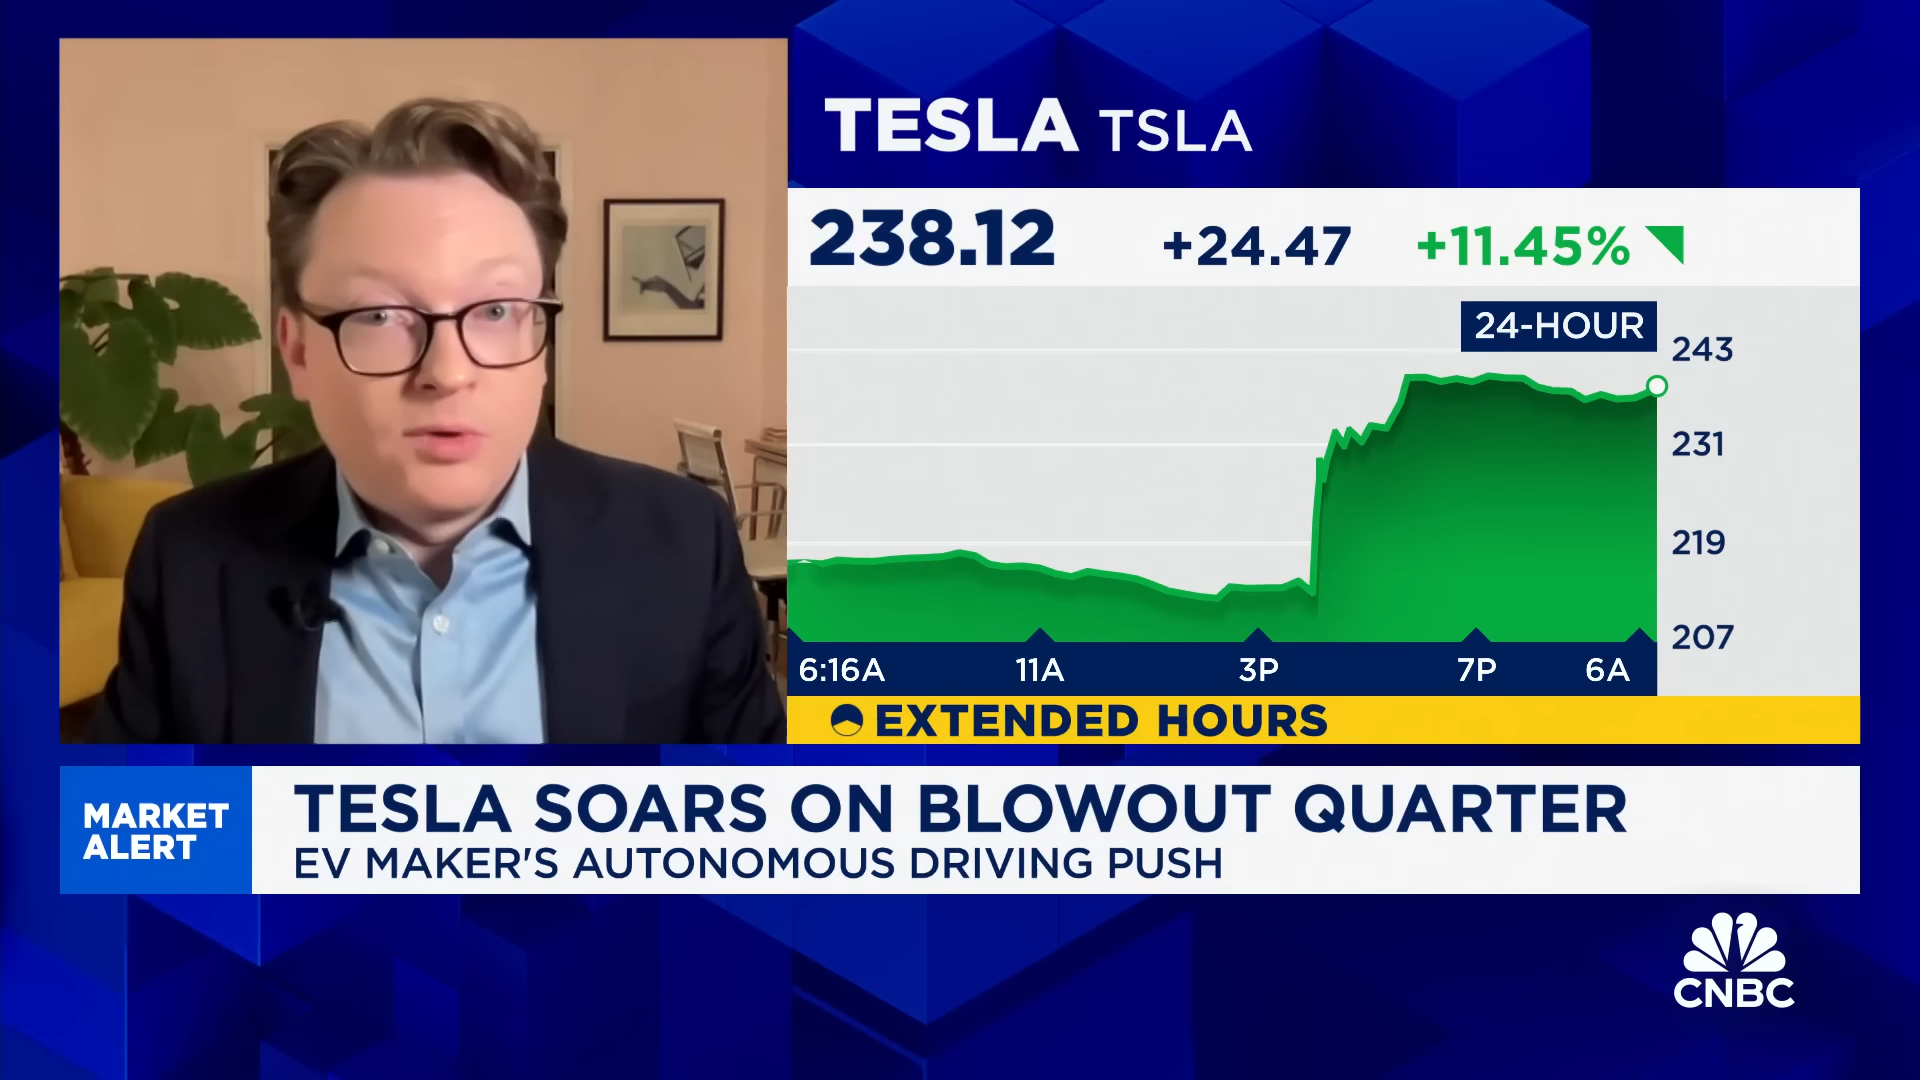 TESLA TSLA
238.12 +24.47 +11.45%
24-HOUR
243
231
219
207
6:16A 11A 3P 7P 6A
EXTENDED HOURS
MARKET ALERT
TESLA SOARS ON BLOWOUT QUARTER
EV MAKER'S AUTONOMOUS DRIVING PUSH
CNBC